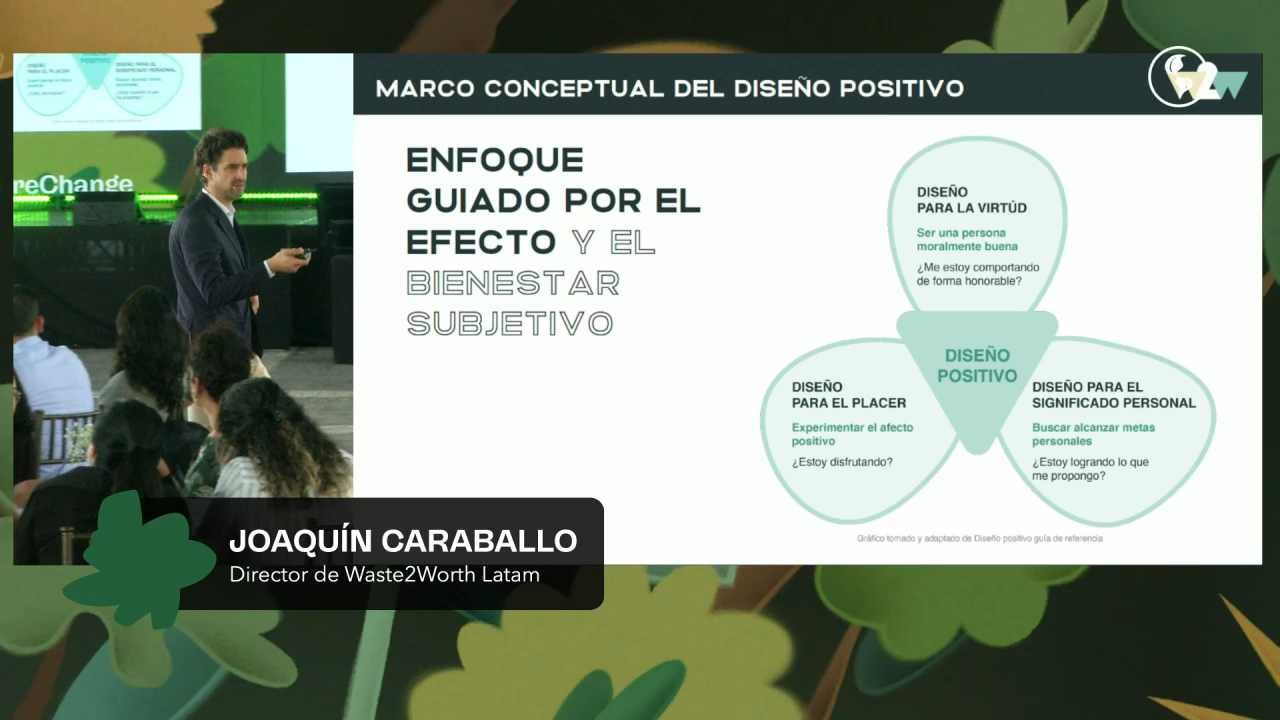 MARCO CONCEPTUAL DEL DISEÑO POSITIVO
W2W
ENFOQUE
GUIADO POR EL
EFECTO Y EL
BIENESTAR
SUBJETIVO
DISEÑO
PARA LA VIRTÚD
Ser una persona
moralmente buena
¿Me estoy comportando
de forma honorable?
DISEÑO
POSITIVO
DISEÑO
PARA EL PLACER
Experimentar el afecto
positivo
¿Estoy disfrutando?
DISEÑO PARA EL
SIGNIFICADO PERSONAL
Buscar alcanzar metas
personales
¿Estoy logrando lo que
me propongo?
Gráfico tomado y adaptado de Diseño positivo guía de referencia
reChange
JOAQUÍN CARABALLO
Director de Waste2Worth Latam